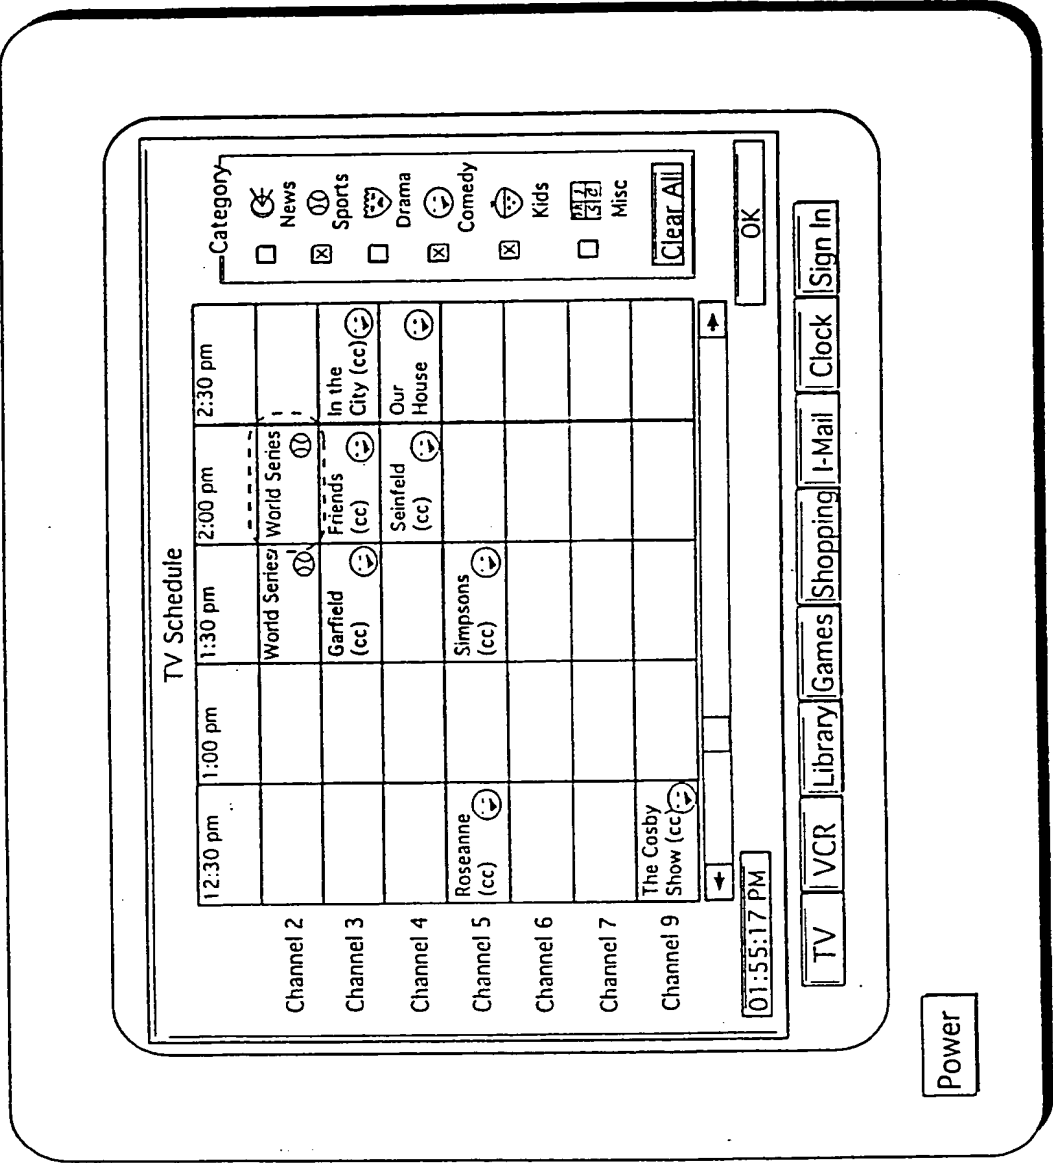 TV Schedule
12:30 pm 1:00 pm 1:30 pm 2:00 pm 2:30 pm
Channel 2 World Series World Series
Channel 3 Garfield (cc) Friends (cc) In the City (cc)
Channel 4 Seinfeld (cc) Our House
Channel 5 Roseanne (cc) Simpsons (cc)
Channel 6
Channel 7
Channel 9 The Cosby Show (cc)
Category
News
Sports
Drama
Comedy
Kids
Misc
Clear All
01:55:17 PM
OK
TV VCR Library Games Shopping I-Mail Clock Sign In
Power